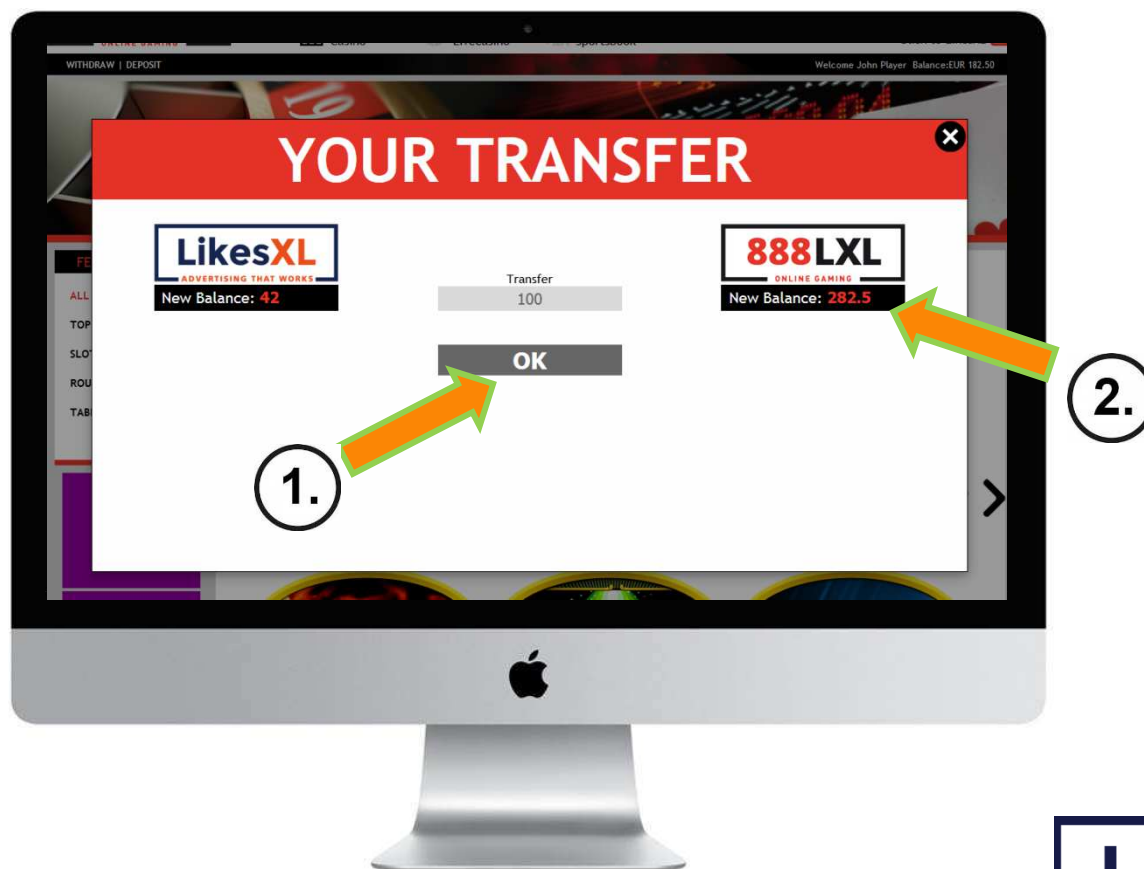 WITHDRAW | DEPOSIT
Welcome John Player Balance:EUR 182.50
YOUR TRANSFER
LikesXL
ADVERTISING THAT WORKS
New Balance: 42
Transfer
100
888LXL
ONLINE GAMING
New Balance: 282.5
OK
ALL
TOP
1.
2.